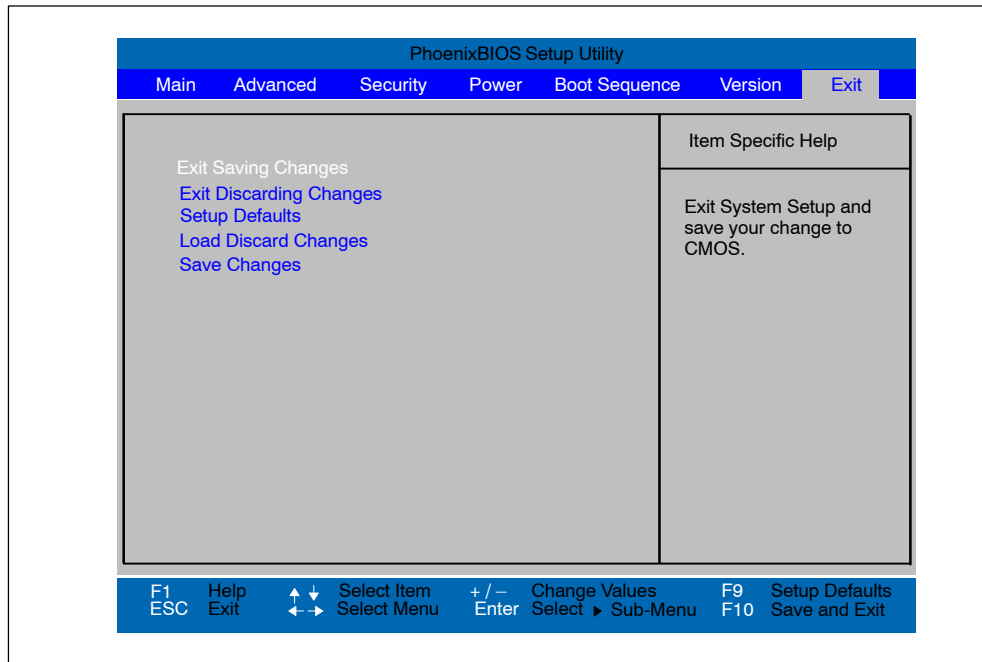 PhoenixBIOS Setup Utility
Main Advanced Security Power Boot Sequence Version Exit
Exit Saving Changes
Exit Discarding Changes
Setup Defaults
Load Discard Changes
Save Changes
Item Specific Help
Exit System Setup and
save your change to
CMOS.
F1 Help Select Item + / − Change Values F9 Setup Defaults
ESC Exit Select Menu Enter Select Sub-Menu F10 Save and Exit